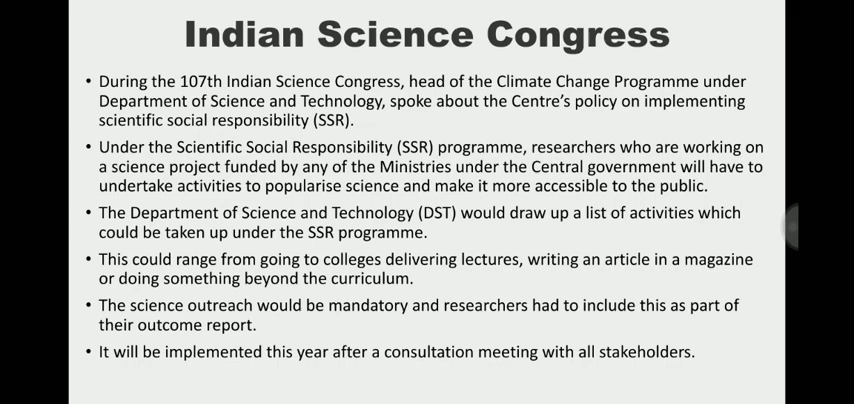 Indian Science Congress
• During the 107th Indian Science Congress, head of the Climate Change Programme under
Department of Science and Technology, spoke about the Centre's policy on implementing
scientific social responsibility (SSR).
• Under the Scientific Social Responsibility (SSR) programme, researchers who are working on
a science project funded by any of the Ministries under the Central government will have to
undertake activities to popularise science and make it more accessible to the public.
• The Department of Science and Technology (DST) would draw up a list of activities which
could be taken up under the SSR programme.
• This could range from going to colleges delivering lectures, writing an article in a magazine
or doing something beyond the curriculum.
• The science outreach would be mandatory and researchers had to include this as part of
their outcome report.
• It will be implemented this year after a consultation meeting with all stakeholders.